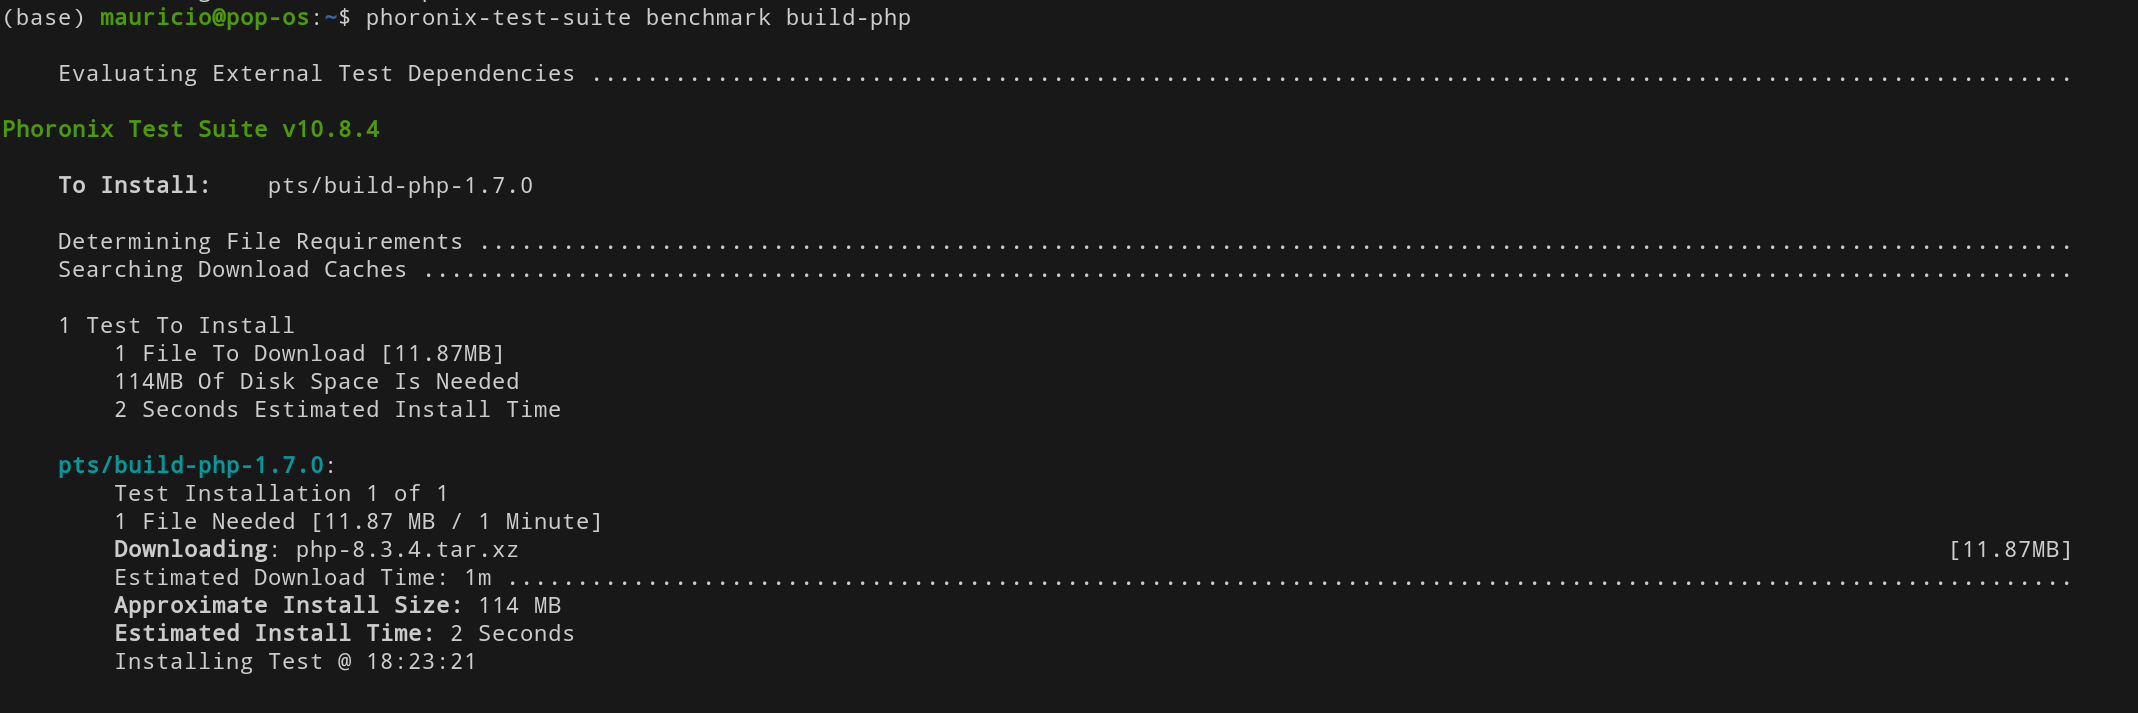 (base) mauricio@pop-os:~$ phoronix-test-suite benchmark build-php
Evaluating External Test Dependencies ..........................................................................................................
Phoronix Test Suite v10.8.4
To Install:    pts/build-php-1.7.0
Determining File Requirements ..................................................................................................................
Searching Download Caches ......................................................................................................................
1 Test To Install
1 File To Download [11.87MB]
114MB Of Disk Space Is Needed
2 Seconds Estimated Install Time
pts/build-php-1.7.0:
Test Installation 1 of 1
1 File Needed [11.87 MB / 1 Minute]
Downloading: php-8.3.4.tar.xz [11.87MB]
Estimated Download Time: 1m ................................................................................................................
Approximate Install Size: 114 MB
Estimated Install Time: 2 Seconds
Installing Test @ 18:23:21